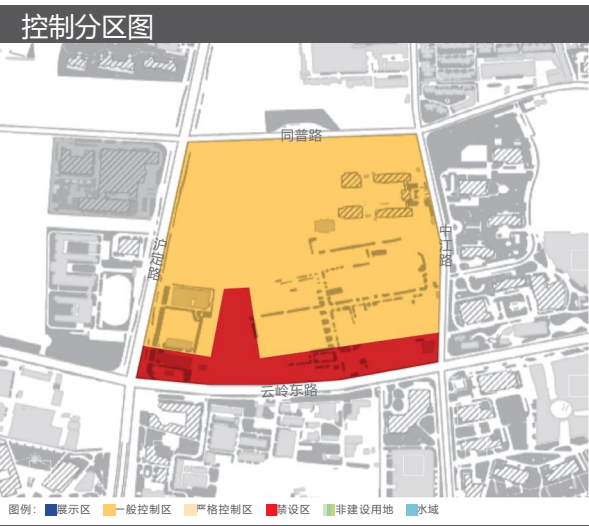 控制分区图
同普路
沪定路
中江路
云岭东路
图例： 展示区 一般控制区 严格控制区 禁设区 非建设用地 水域